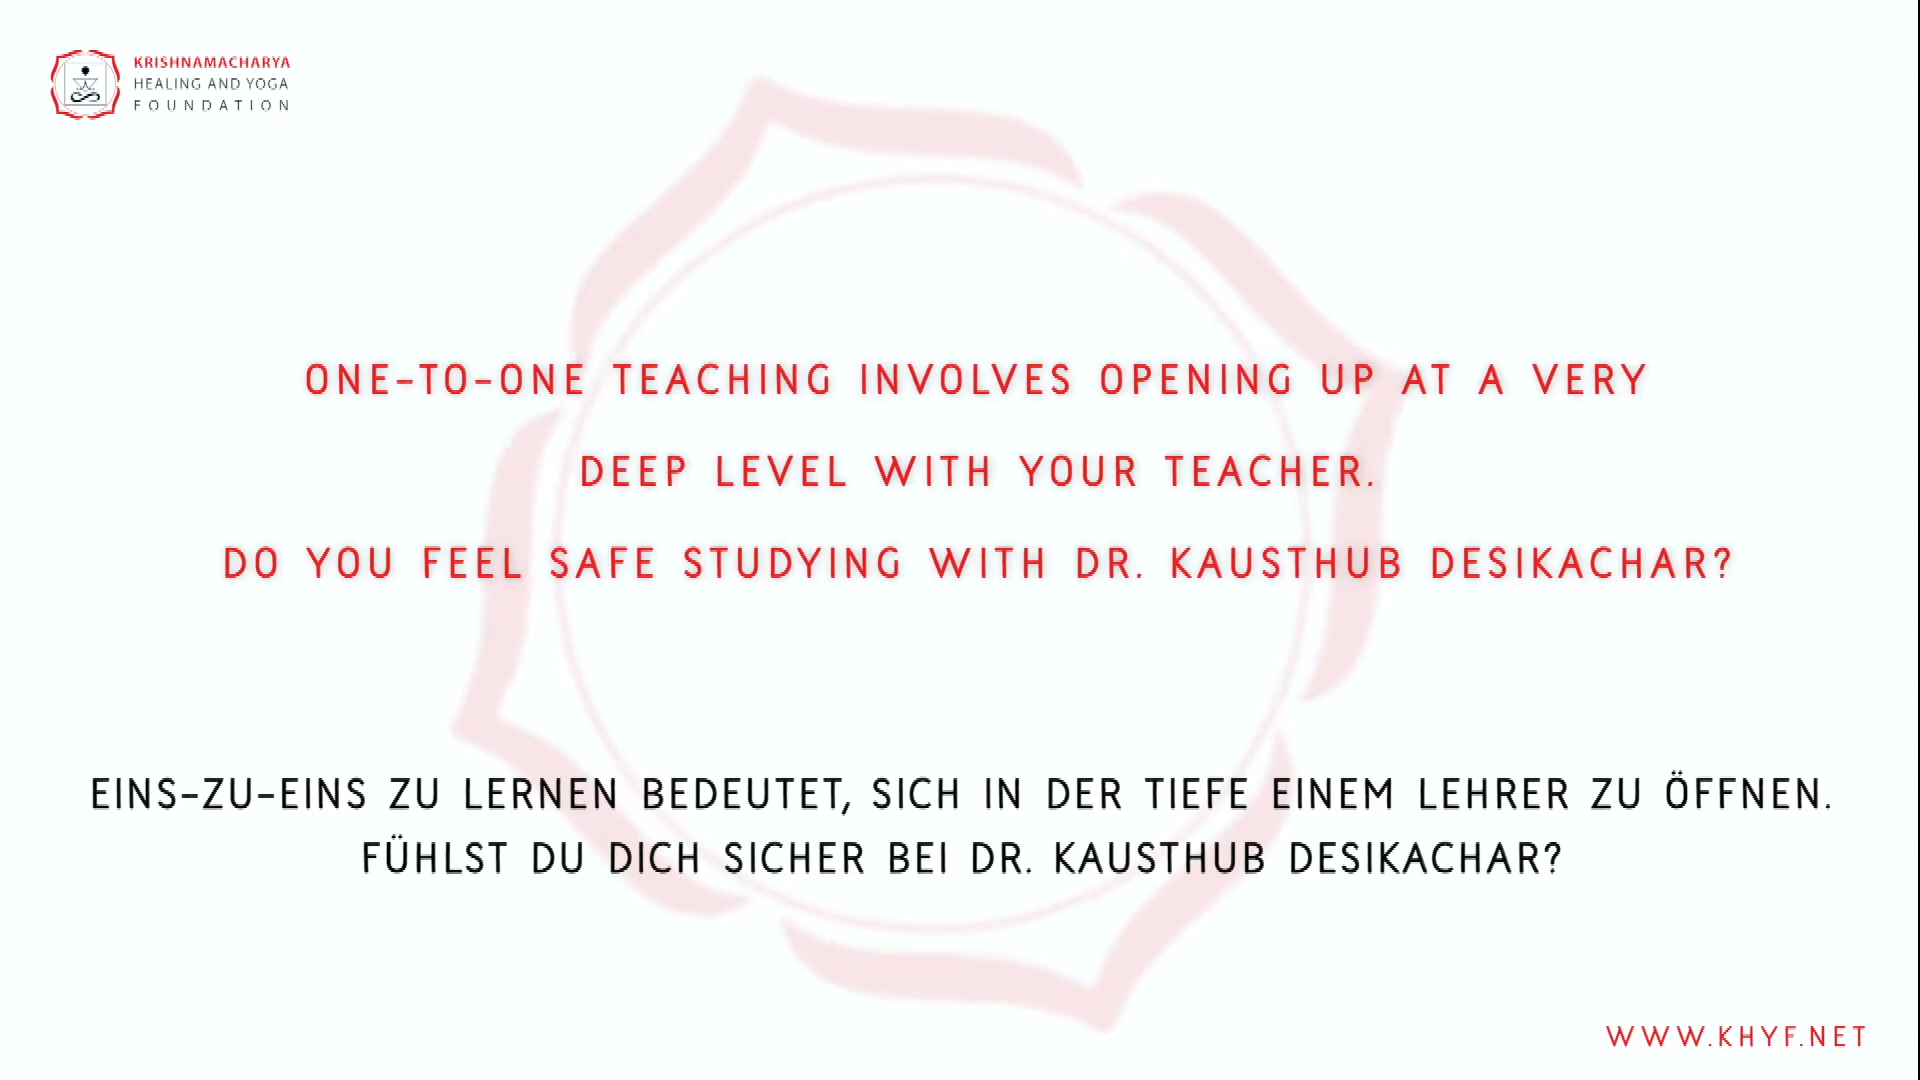 KRISHNAMACHARYA
HEALING AND YOGA
FOUNDATION
ONE-TO-ONE TEACHING INVOLVES OPENING UP AT A VERY
DEEP LEVEL WITH YOUR TEACHER.
DO YOU FEEL SAFE STUDYING WITH DR. KAUSTHUB DESIKACHAR?
EINS-ZU-EINS ZU LERNEN BEDEUTET, SICH IN DER TIEFE EINEM LEHRER ZU ÖFFNEN.
FÜHLST DU DICH SICHER BEI DR. KAUSTHUB DESIKACHAR?
WWW.KHYF.NET